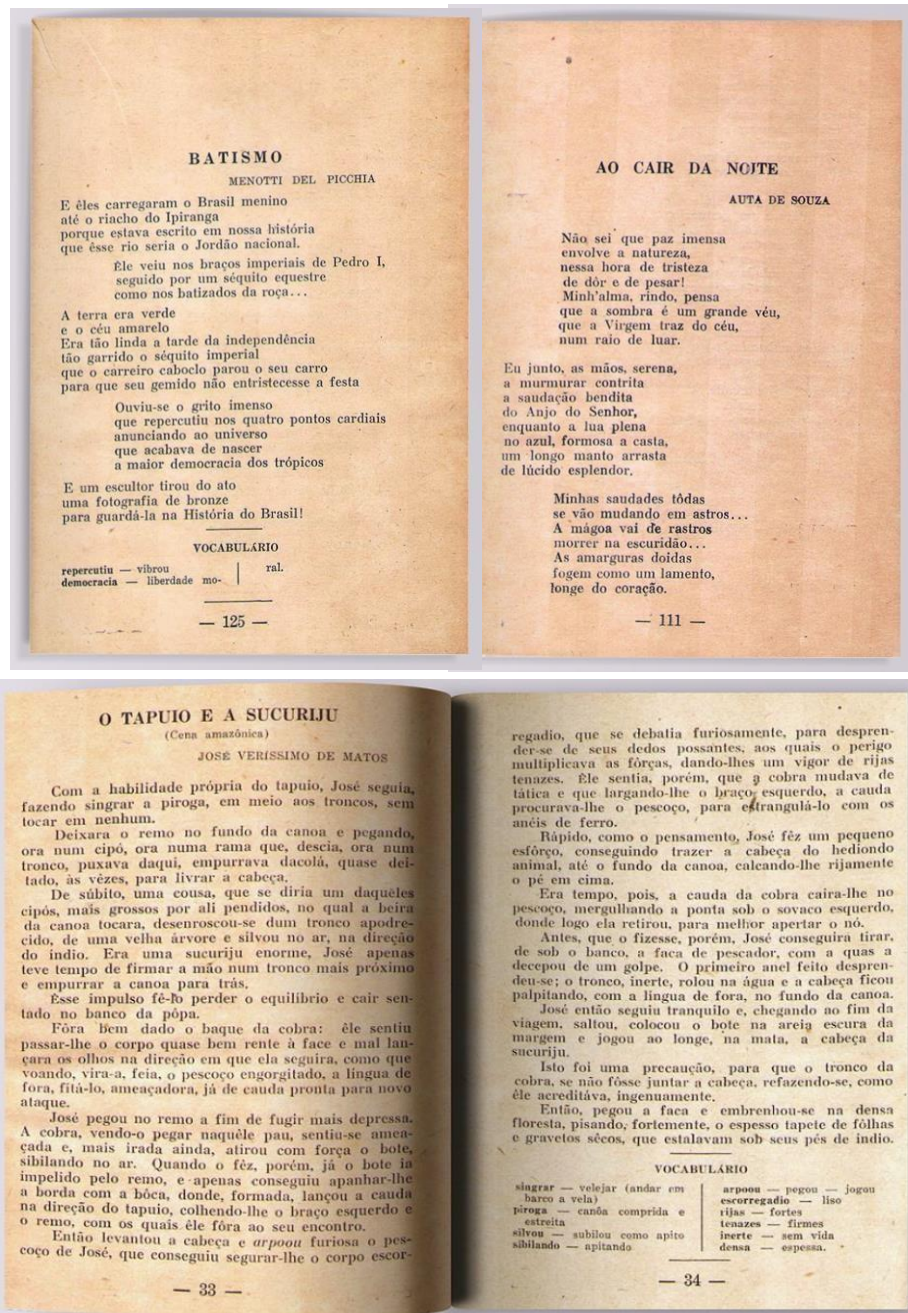 BATISMO
MENOTTI DEL PICCHIA
E êles carregaram o Brasil menino
até o riacho do Ipiranga
porque estava escrito em nossa história
que êsse rio seria o Jordão nacional.
Êle veiu nos braços imperiais de Pedro I,
seguido por um séquito equestre
como nos batizados da roça...
A terra era verde
e o céu amarelo
Era tão linda a tarde da independência
tão garrido o séquito imperial
que o carreiro caboclo parou o seu carro
para que seu gemido não entristecesse a festa
Ouviu-se o grito imenso
que repercutiu nos quatro pontos cardiais
anunciando ao universo
que acabava de nascer
a maior democracia dos trópicos
E um escultor tirou do ato
uma fotografia de bronze
para guardá-la na História do Brasil!
VOCABULÁRIO
repercutiu — vibrou
democracia — liberdade mo-
ral.
— 125 —
AO CAIR DA NOITE
AUTA DE SOUZA
Não sei que paz imensa
envolve a natureza,
nessa hora de tristeza
de dôr e de pesar!
Minh'alma, rindo, pensa
que a sombra é um grande véu,
que a Virgem traz do céu,
num raio de luar.
Eu junto, as mãos, serena,
a murmurar contrita
a saudação bendita
do Anjo do Senhor,
enquanto a lua plena
no azul, formosa a casta,
um longo manto arrasta
de lúcido esplendor.
Minhas saudades tôdas
se vão mudando em astros...
A mágoa vai de rastros
morrer na escuridão...
As amarguras doidas
fogem como um lamento,
longe do coração.
— 111 —
O TAPUIO E A SUCURIJU
(Cena amazônica)
JOSÉ VERÍSSIMO DE MATOS
Com a habilidade própria do tapuio, José seguia,
fazendo singrar a piroga, em meio aos troncos, sem
tocar em nenhum.
Deixara o remo no fundo da canoa e pegando,
ora num cipó, ora numa rama que, descia, ora num
tronco, puxava daqui, empurrava dacolá, quase dei-
tado, às vêzes, para livrar a cabeça.
De súbito, uma cousa, que se diria um daquêles
cipós, mais grossos por ali pendidos, no qual a beira
da canoa tocara, desenroscou-se dum tronco apodre-
cido, de uma velha árvore e silvou no ar, na direção
do índio. Era uma sucuriju enorme, José apenas
teve tempo de firmar a mão num tronco mais próximo
e empurrar a canoa para trás.
Êsse impulso fê-lo perder o equilíbrio e cair sen-
tado no banco da pôpa.
Fôra bem dado o baque da cobra: êle sentiu
passar-lhe o corpo quase bem rente à face e mal lan-
çara os olhos na direção em que ela seguira, como que
voando, vira-a, feia, o pescoço engorgitado, a língua de
fora, fitá-lo, ameaçadora, já de cauda pronta para novo
ataque.
José pegou no remo a fim de fugir mais depressa.
A cobra, vendo-o pegar naquêle pau, sentiu-se amea-
çada e, mais irada ainda, atirou com força o bote,
sibilando no ar. Quando o fêz, porém, já o bote ia
impelido pelo remo, e apenas conseguiu apanhar-lhe
a borda com a bôca, donde, formada, lançou a cauda
na direção do tapuio, colhendo-lhe o braço esquerdo e
o remo, com os quais êle fôra ao seu encontro.
Então levantou a cabeça e arpoou furiosa o pes-
coço de José, que conseguiu segurar-lhe o corpo escor-
— 33 —
regadio, que se debatia furiosamente, para despren-
der-se de seus dedos possantes, aos quais o perigo
multiplicava as fôrças, dando-lhes um vigor de rijas
tenazes. Êle sentia, porém, que a cobra mudava de
tática e que largando-lhe o braço esquerdo, a cauda
procurava-lhe o pescoço, para estrangulá-lo com os
anéis de ferro.
Rápido, como o pensamento, José fêz um pequeno
esfôrço, conseguindo trazer a cabeça do hediondo
animal, até o fundo da canoa, calcando-lhe rijamente
o pé em cima.
Era tempo, pois, a cauda da cobra caira-lhe no
pescoço, mergulhando a ponta sob o sovaco esquerdo,
donde logo ela retirou, para melhor apertar o nó.
Antes, que o fizesse, porém, José conseguira tirar,
de sob o banco, a faca de pescador, com a quas a
decepou de um golpe. O primeiro anel feito despren-
deu-se; o tronco, inerte, rolou na água e a cabeça ficou
palpitando, com a língua de fora, no fundo da canoa.
José então seguiu tranquilo e, chegando ao fim da
viagem, saltou, colocou o bote na areia escura da
margem e jogou ao longe, na mata, a cabeça da
sucuriju.
Isto foi uma precaução, para que o tronco da
cobra, se não fôsse juntar a cabeça, refazendo-se, como
êle acreditáva, ingenuamente.
Então, pegou a faca e embrenhou-se na densa
floresta, pisando, fortemente, o espesso tapete de fôlhas
e gravetos sêcos, que estalavam sob seus pés de índio.
VOCABULÁRIO
singrar — velejar (andar em
barco a vela)
piroga — canôa comprida e
estreita
silvou — subilou como apito
sibilando — apitando
arpoou — pegou — jogou
escorregadio — liso
rijas — fortes
tenazes — firmes
inerte — sem vida
densa — espessa.
— 34 —